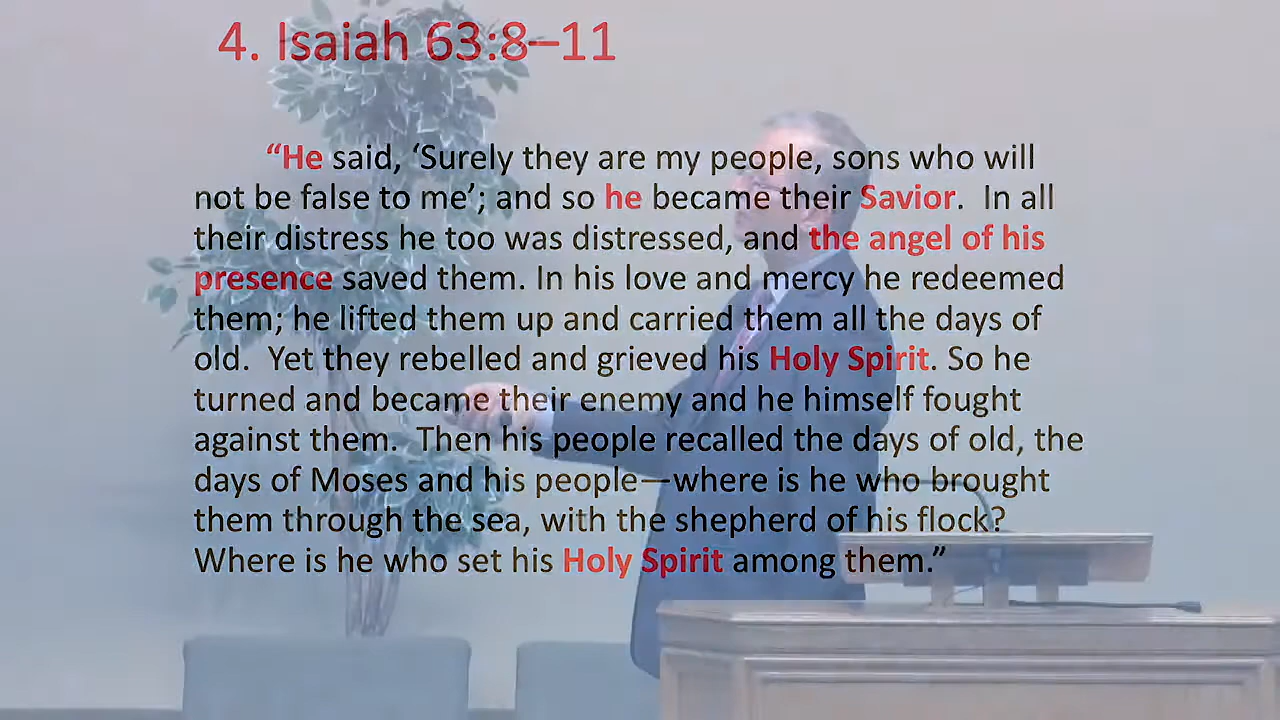 4. Isaiah 63:8–11
“He said, ‘Surely they are my people, sons who will
not be false to me’; and so he became their Savior.  In all
their distress he too was distressed, and the angel of his
presence saved them. In his love and mercy he redeemed
them; he lifted them up and carried them all the days of
old.  Yet they rebelled and grieved his Holy Spirit. So he
turned and became their enemy and he himself fought
against them.  Then his people recalled the days of old, the
days of Moses and his people—where is he who brought
them through the sea, with the shepherd of his flock?
Where is he who set his Holy Spirit among them.”